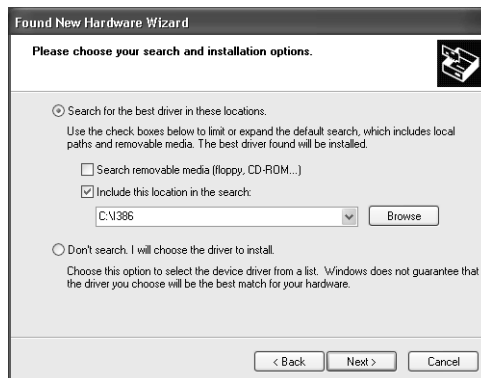 Found New Hardware Wizard
Please choose your search and installation options.
Search for the best driver in these locations.
Use the check boxes below to limit or expand the default search, which includes local
paths and removable media. The best driver found will be installed.
Search removable media (floppy, CD-ROM...)
Include this location in the search:
C:\I386
Browse
Don't search. I will choose the driver to install.
Choose this option to select the device driver from a list. Windows does not guarantee that
the driver you choose will be the best match for your hardware.
< Back Next > Cancel